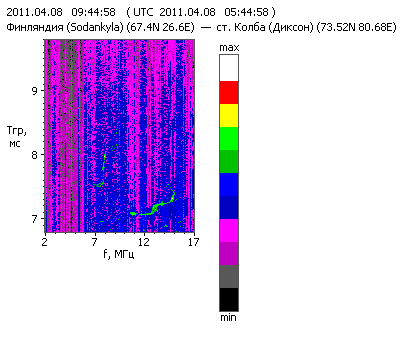 2011.04.08 09:44:58 ( UTC 2011.04.08 05:44:58 )
Финляндия (Sodankyla) (67.4N 26.6E) — ст. Колба (Диксон) (73.52N 80.68E)
max
9
Тгр,
мс
8
7
2 7 12 17
f, МГц
min